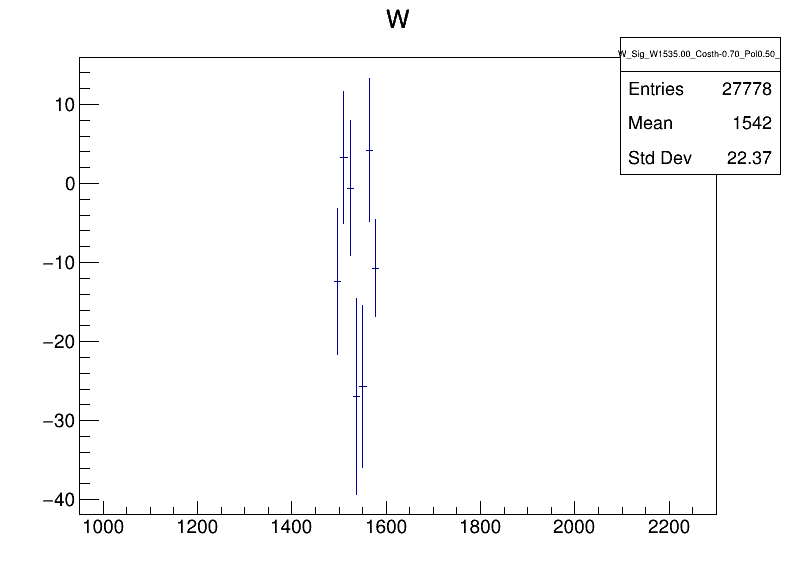 W
W_Sig_W1535.00_Costh-0.70_Pol0.50_
Entries 27778
Mean 1542
Std Dev 22.37
10
0
−10
−20
−30
−40
1000 1200 1400 1600 1800 2000 2200